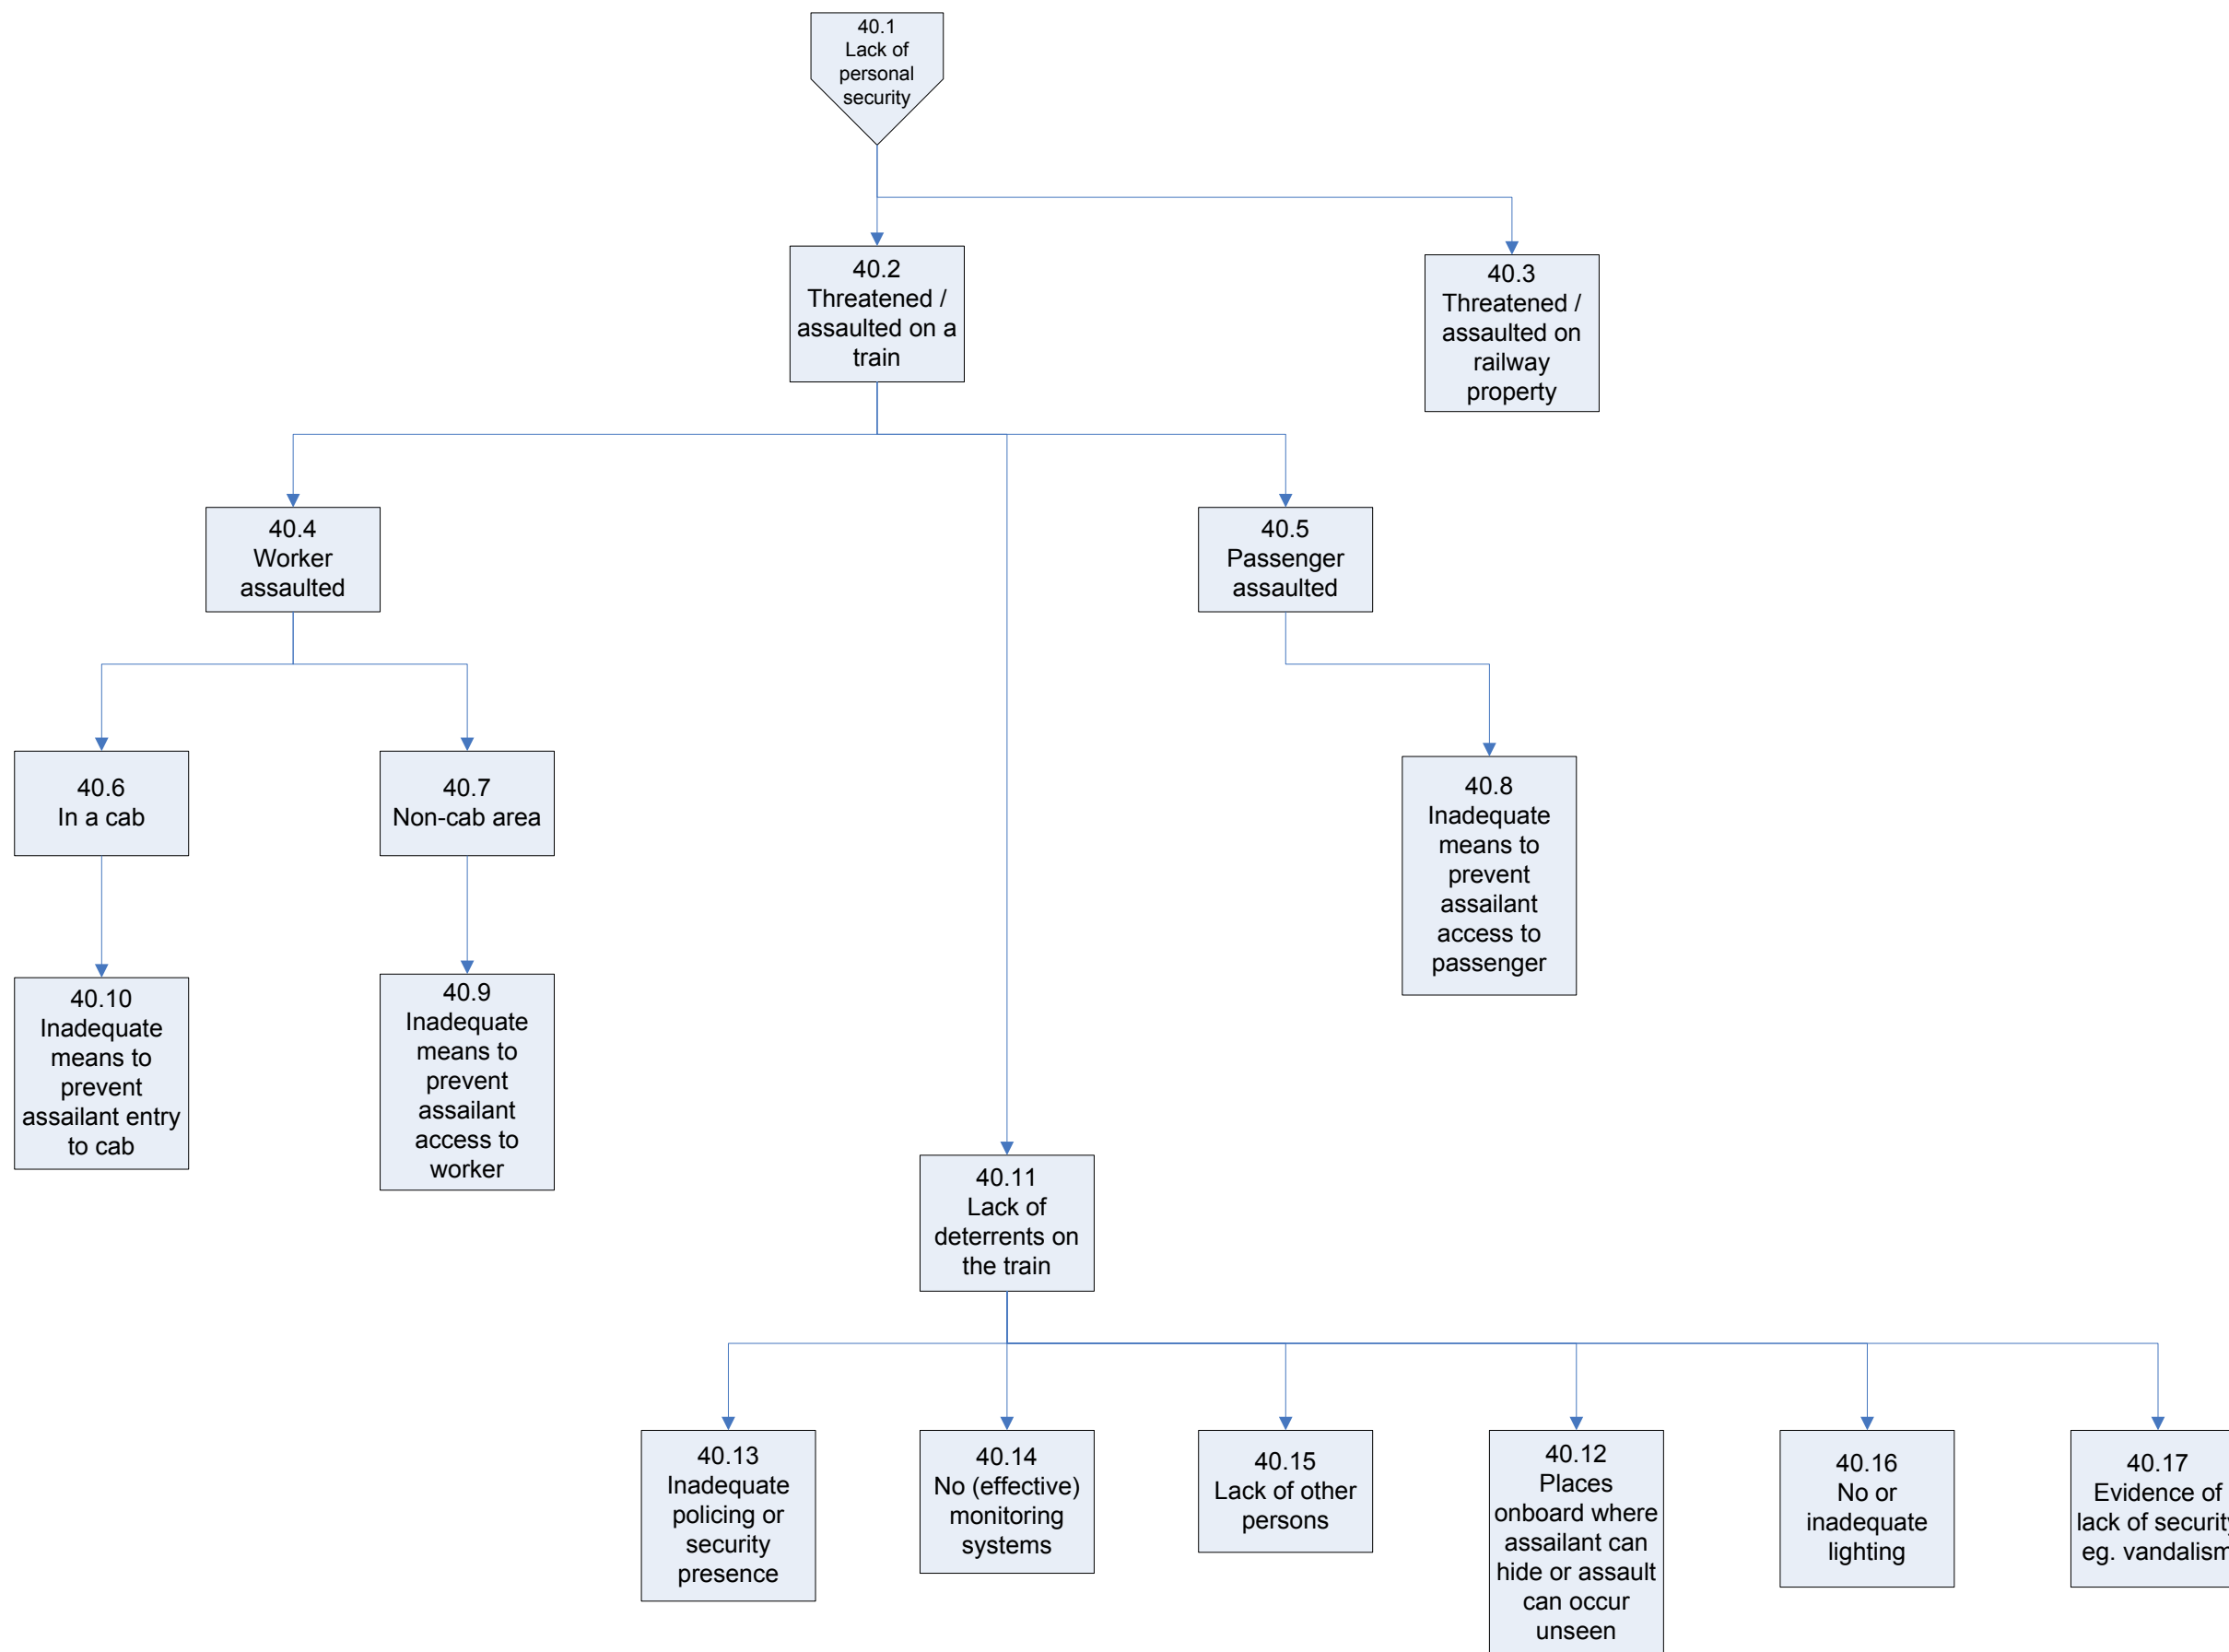 40.1
Lack of
personal
security
40.2
Threatened /
assaulted on a
train
40.3
Threatened /
assaulted on
railway
property
40.4
Worker
assaulted
40.5
Passenger
assaulted
40.6
In a cab
40.7
Non-cab area
40.8
Inadequate
means to
prevent
assailant
access to
passenger
40.10
Inadequate
means to
prevent
assailant entry
to cab
40.9
Inadequate
means to
prevent
assailant
access to
worker
40.11
Lack of
deterrents on
the train
40.13
Inadequate
policing or
security
presence
40.14
No (effective)
monitoring
systems
40.15
Lack of other
persons
40.12
Places
onboard where
assailant can
hide or assault
can occur
unseen
40.16
No or
inadequate
lighting
40.17
Evidence of
lack of security
eg. vandalism